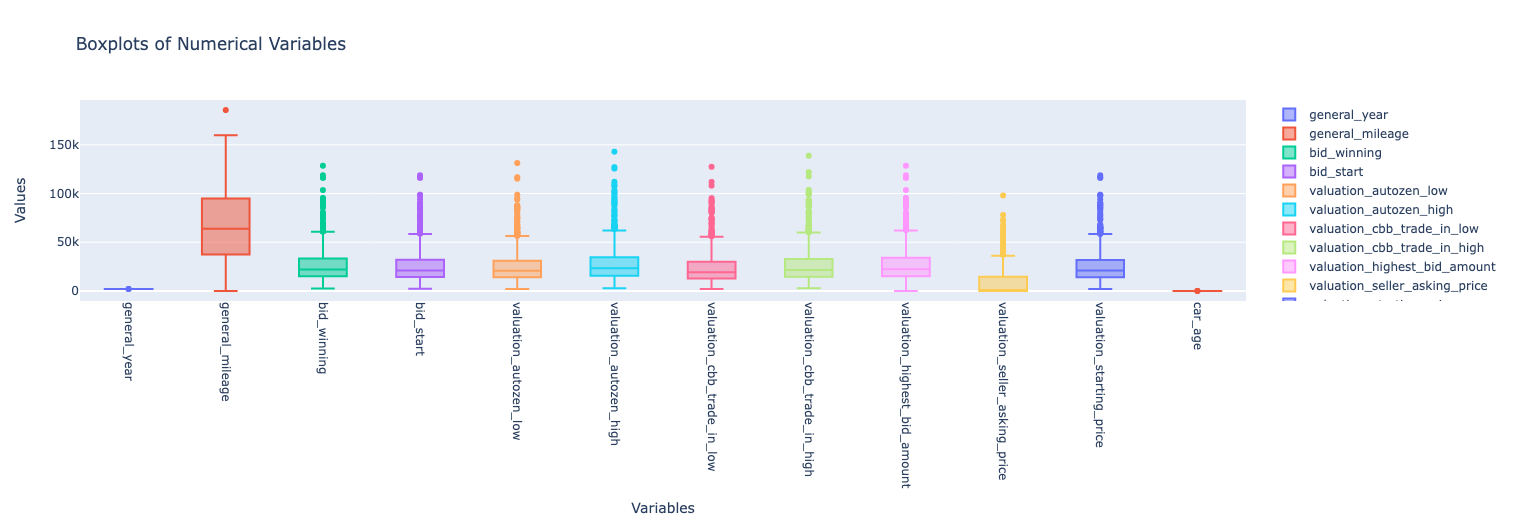 Boxplots of Numerical Variables
150k
100k
50k
0
Values
general_year
general_mileage
bid_winning
bid_start
valuation_autozen_low
valuation_autozen_high
valuation_cbb_trade_in_low
valuation_cbb_trade_in_high
valuation_highest_bid_amount
valuation_seller_asking_price
valuation_starting_price
car_age
Variables
general_year
general_mileage
bid_winning
bid_start
valuation_autozen_low
valuation_autozen_high
valuation_cbb_trade_in_low
valuation_cbb_trade_in_high
valuation_highest_bid_amount
valuation_seller_asking_price